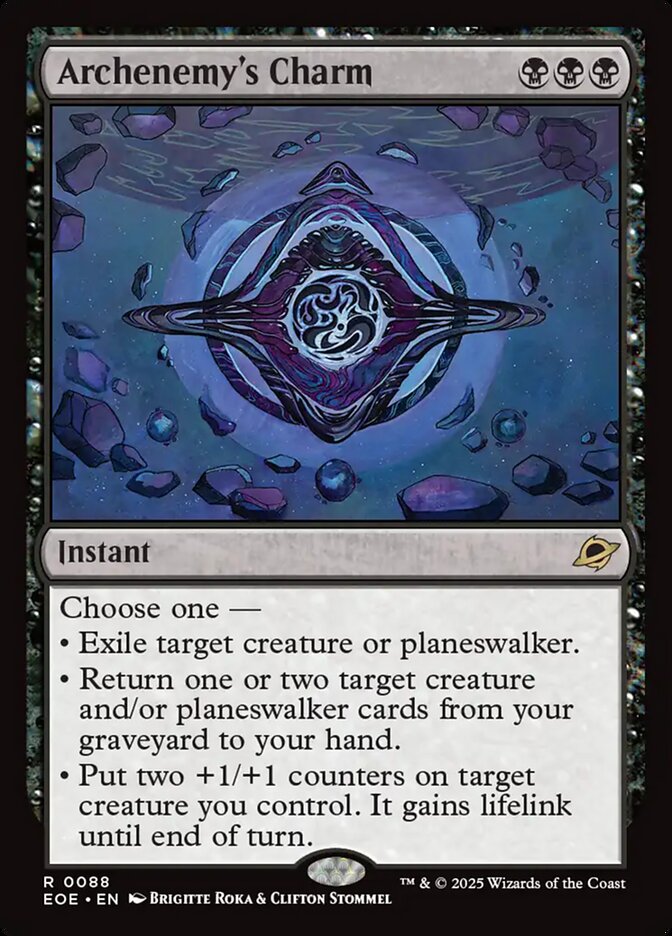 Archenemy's Charm
Instant
Choose one —
• Exile target creature or planeswalker.
• Return one or two target creature
and/or planeswalker cards from your
graveyard to your hand.
• Put two +1/+1 counters on target
creature you control. It gains lifelink
until end of turn.
R 0088
EOE • EN BRIGITTE ROKA & CLIFTON STOMMEL
™ & © 2025 Wizards of the Coast